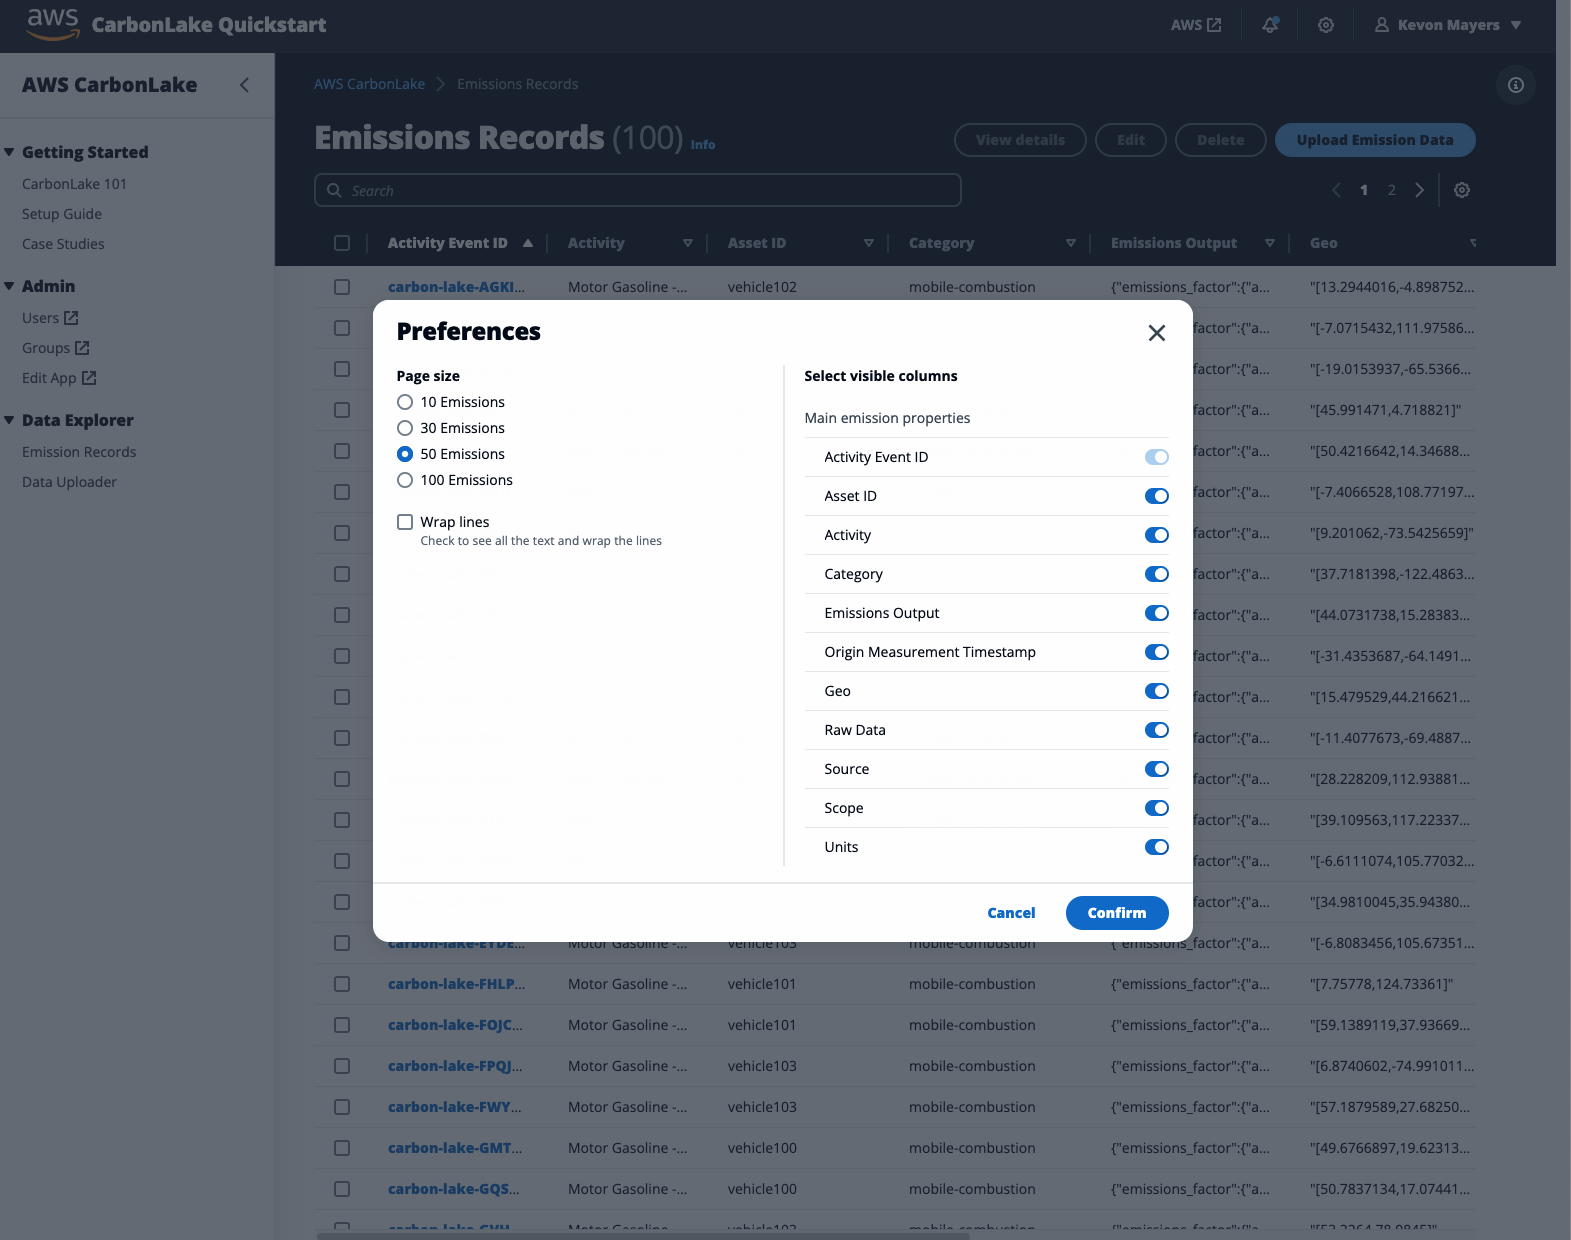 aws
CarbonLake Quickstart
AWS
Kevon Mayers
AWS CarbonLake
Getting Started
CarbonLake 101
Setup Guide
Case Studies
Admin
Users
Groups
Edit App
Data Explorer
Emission Records
Data Uploader
AWS CarbonLake Emissions Records
Emissions Records (100) Info
View details Edit Delete Upload Emission Data
Search
1 2
Activity Event ID Activity Asset ID Category Emissions Output Geo
carbon-lake-AGKI... Motor Gasoline -... vehicle102 mobile-combustion {"emissions_factor":{"a... "[13.2944016,-4.898752...
factor":{"a... "[-7.0715432,111.97586...
factor":{"a... "[-19.0153937,-65.5366...
factor":{"a... "[45.991471,4.718821]"
factor":{"a... "[50.4216642,14.34688...
factor":{"a... "[-7.4066528,108.77197...
factor":{"a... "[9.201062,-73.5425659]"
factor":{"a... "[37.7181398,-122.4863...
factor":{"a... "[44.0731738,15.28383...
factor":{"a... "[-31.4353687,-64.1491...
factor":{"a... "[15.479529,44.216621...
factor":{"a... "[-11.4077673,-69.4887...
factor":{"a... "[28.228209,112.93881...
factor":{"a... "[39.109563,117.22337...
factor":{"a... "[-6.6111074,105.77032...
factor":{"a... "[34.9810045,35.94380...
Preferences
Page size
10 Emissions
30 Emissions
50 Emissions
100 Emissions
Wrap lines
Check to see all the text and wrap the lines
Select visible columns
Main emission properties
Activity Event ID
Asset ID
Activity
Category
Emissions Output
Origin Measurement Timestamp
Geo
Raw Data
Source
Scope
Units
Cancel Confirm
carbon-lake-EYDE... Motor Gasoline -... vehicle103 mobile-combustion {"emissions_factor":{"a... "[-6.8083456,105.67351...
carbon-lake-FHLP... Motor Gasoline -... vehicle101 mobile-combustion {"emissions_factor":{"a... "[7.75778,124.73361]"
carbon-lake-FOJC... Motor Gasoline -... vehicle101 mobile-combustion {"emissions_factor":{"a... "[59.1389119,37.93669...
carbon-lake-FPQJ... Motor Gasoline -... vehicle103 mobile-combustion {"emissions_factor":{"a... "[6.8740602,-74.991011...
carbon-lake-FWY... Motor Gasoline -... vehicle103 mobile-combustion {"emissions_factor":{"a... "[57.1879589,27.68250...
carbon-lake-GMT... Motor Gasoline -... vehicle100 mobile-combustion {"emissions_factor":{"a... "[49.6766897,19.62313...
carbon-lake-GQS... Motor Gasoline -... vehicle100 mobile-combustion {"emissions_factor":{"a... "[50.7837134,17.07441...